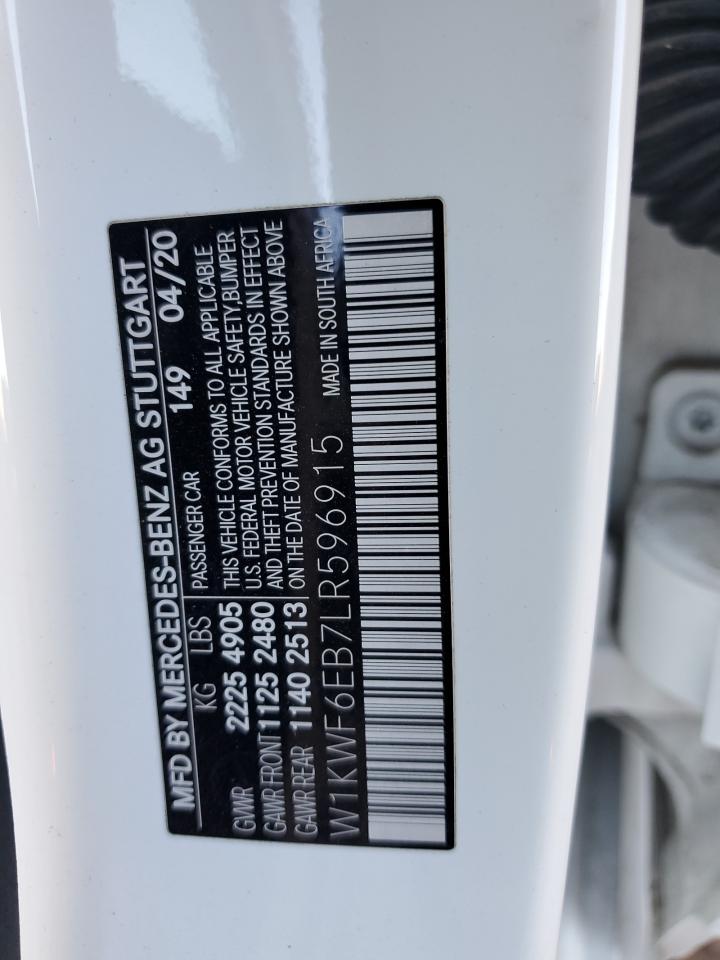 MFD BY MERCEDES-BENZ AG STUTTGART
KG LBS PASSENGER CAR 149 04/20
GWR 2225 4905 THIS VEHICLE CONFORMS TO ALL APPLICABLE
GAWR FRONT 1125 2480 U.S. FEDERAL MOTOR VEHICLE SAFETY,BUMPER
GAWR REAR 1140 2513 AND THEFT PREVENTION STANDARDS IN EFFECT
ON THE DATE OF MANUFACTURE SHOWN ABOVE
W1KWF6EB7LR596915 MADE IN SOUTH AFRICA